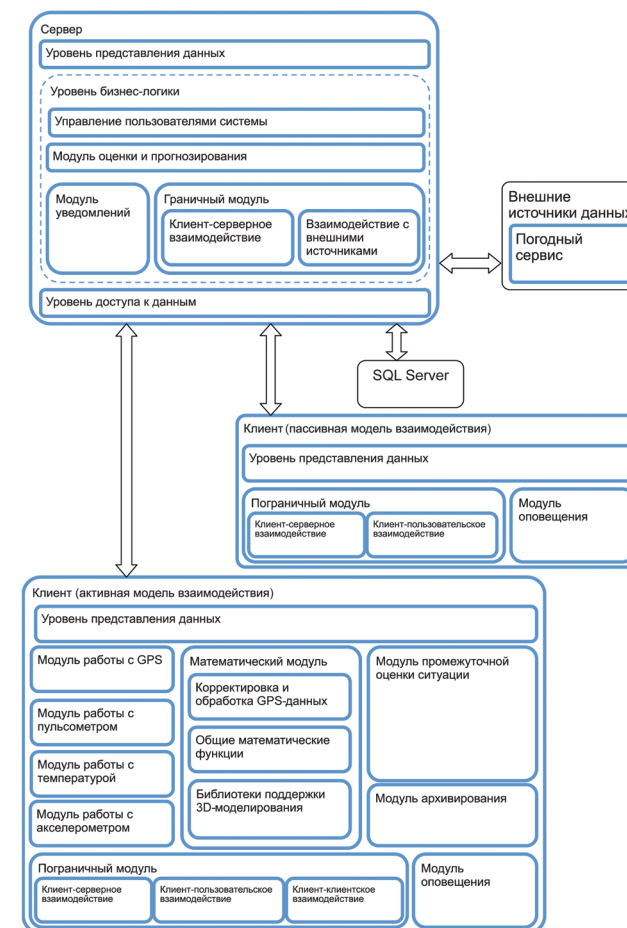 Сервер
Уровень представления данных
Уровень бизнес-логики
Управление пользователями системы
Модуль оценки и прогнозирования
Модуль
уведомлений
Граничный модуль
Клиент-серверное
взаимодействие
Взаимодействие с
внешними
источниками
Уровень доступа к данным
Внешние
источники данных
Погодный
сервис
SQL Server
Клиент (пассивная модель взаимодействия)
Уровень представления данных
Пограничный модуль
Клиент-серверное
взаимодействие
Клиент-пользовательское
взаимодействие
Модуль
оповещения
Клиент (активная модель взаимодействия)
Уровень представления данных
Модуль работы с GPS
Модуль работы с
пульсометром
Модуль работы с
температурой
Модуль работы с
акселерометром
Математический модуль
Корректировка и
обработка GPS-данных
Общие математические
функции
Библиотеки поддержки
3D-моделирования
Модуль промежуточной
оценки ситуации
Модуль архивирования
Пограничный модуль
Клиент-серверное
взаимодействие
Клиент-пользовательское
взаимодействие
Клиент-клиентское
взаимодействие
Модуль
оповещения